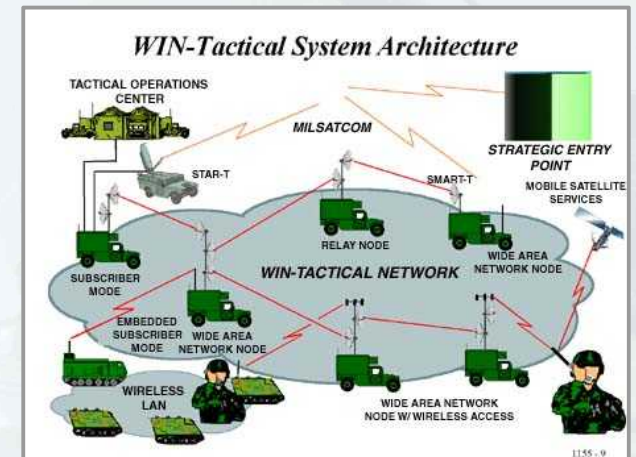 WIN-Tactical System Architecture
TACTICAL OPERATIONS
CENTER
MILSATCOM
STRATEGIC ENTRY
POINT
STAR-T
SMART-T
MOBILE SATELLITE
SERVICES
RELAY NODE
WIDE AREA
NETWORK NODE
SUBSCRIBER
MODE
WIN-TACTICAL NETWORK
EMBEDDED
SUBSCRIBER
MODE
WIDE AREA
NETWORK NODE
WIRELESS
LAN
WIDE AREA NETWORK
NODE W/ WIRELESS ACCESS
1155 - 9